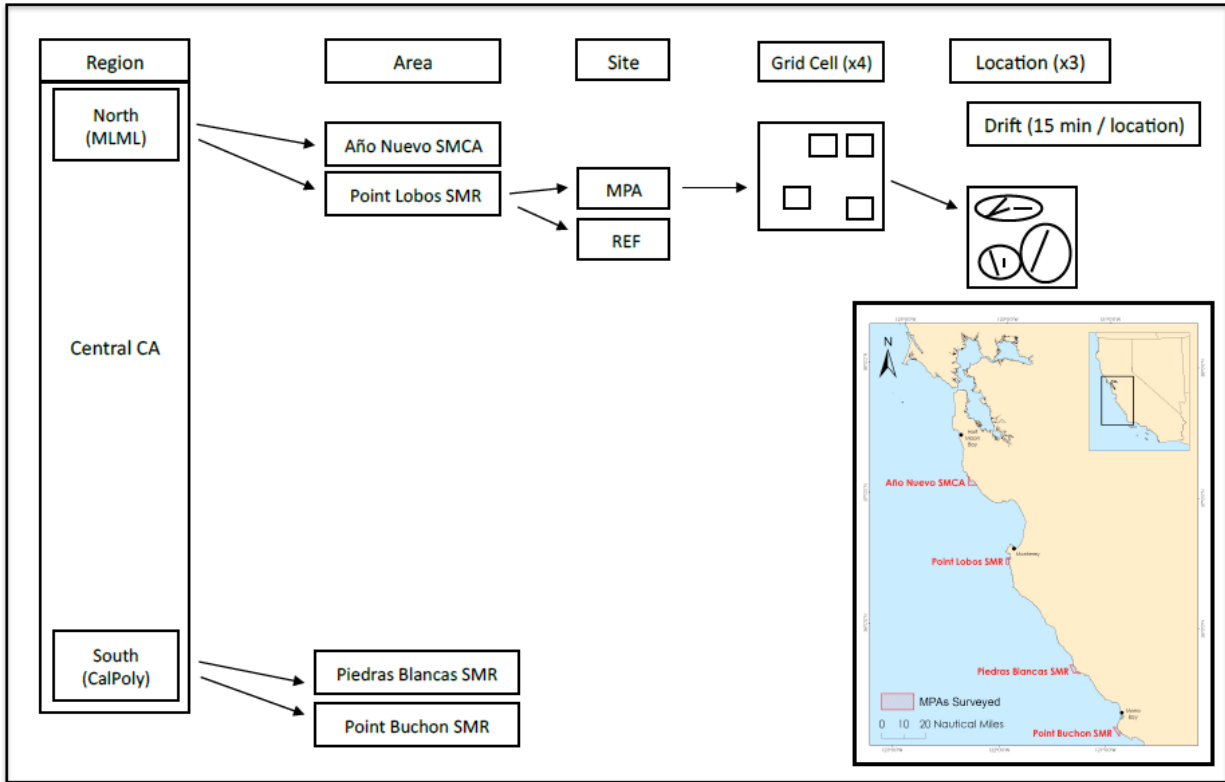 Region
Area
Site
Grid Cell (x4)
Location (x3)
North
(MLML)
Drift (15 min / location)
Año Nuevo SMCA
Point Lobos SMR
MPA
REF
Central CA
South
(CalPoly)
Piedras Blancas SMR
Point Buchon SMR
N
Half
Moon
Bay
Año Nuevo SMCA
Monterey
Point Lobos SMR
Piedras Blancas SMR
MPAs Surveyed
Morro
Bay
0 10 20 Nautical Miles
Point Buchon SMR